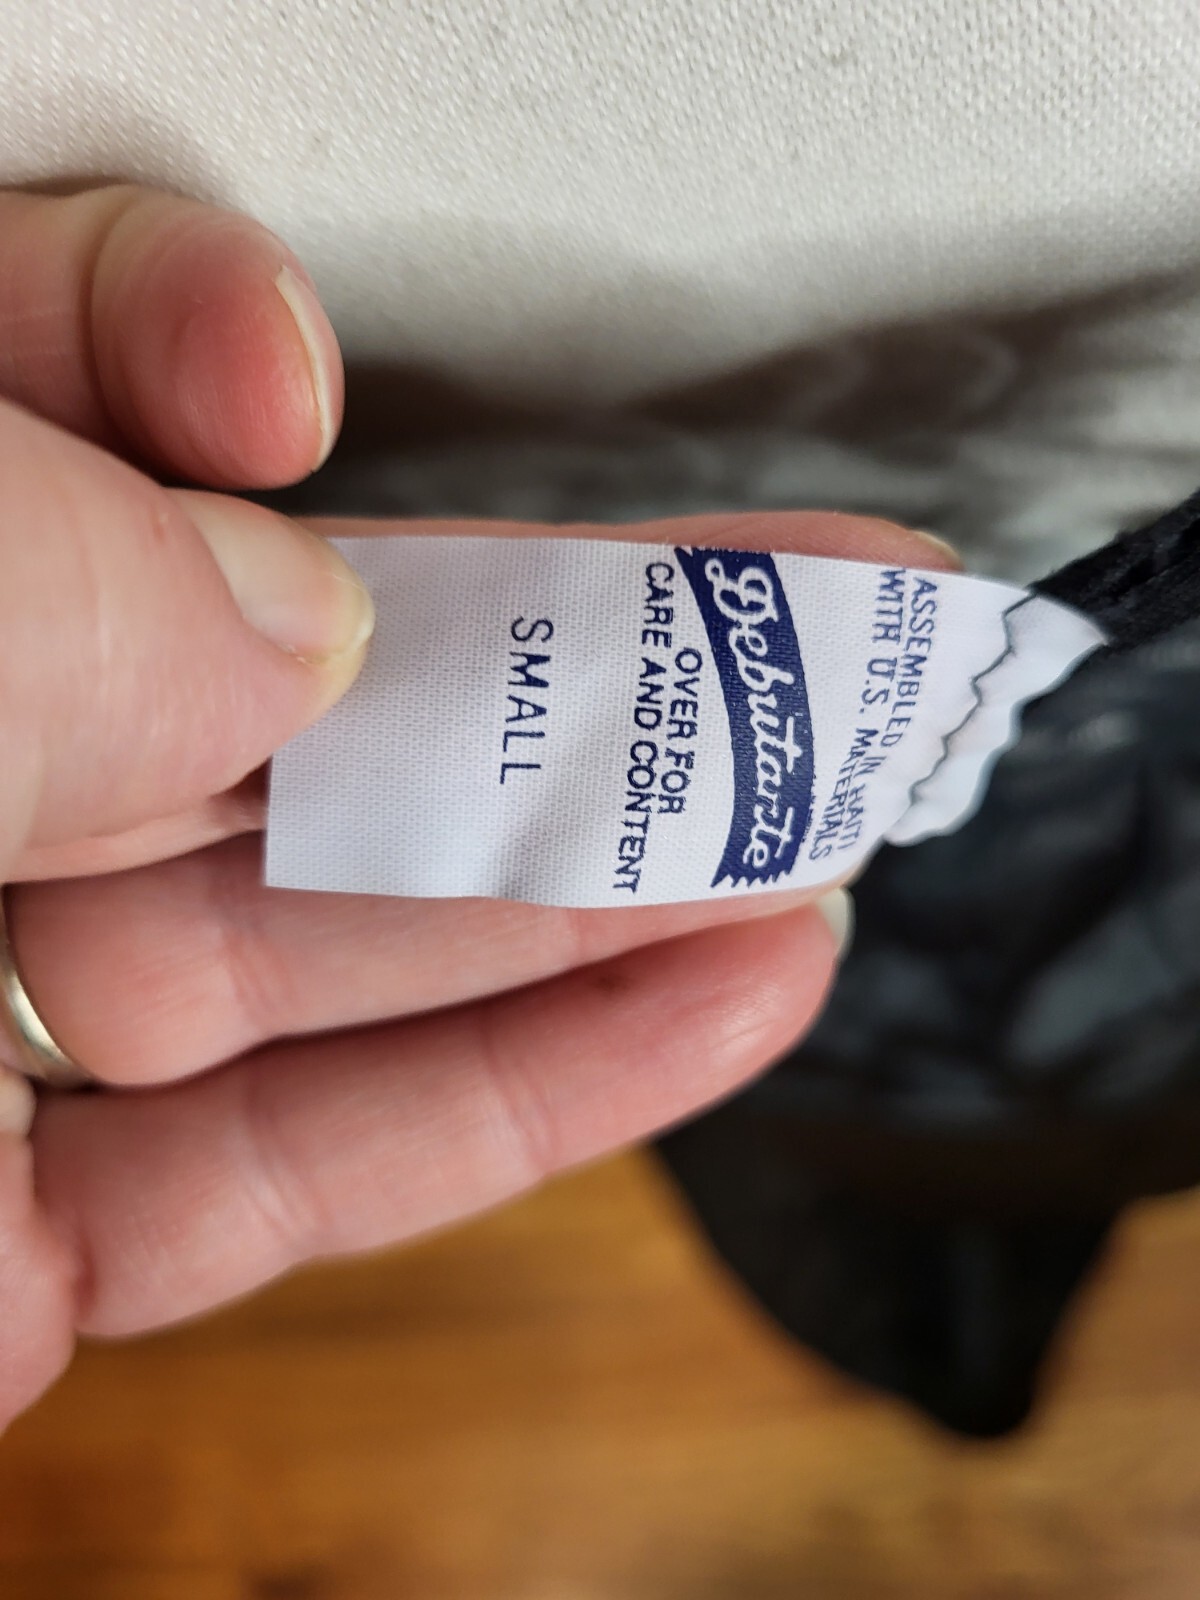 ASSEMBLED IN HAITI
WITH U.S. MATERIALS
Debutante
OVER FOR
CARE AND CONTENT
SMALL